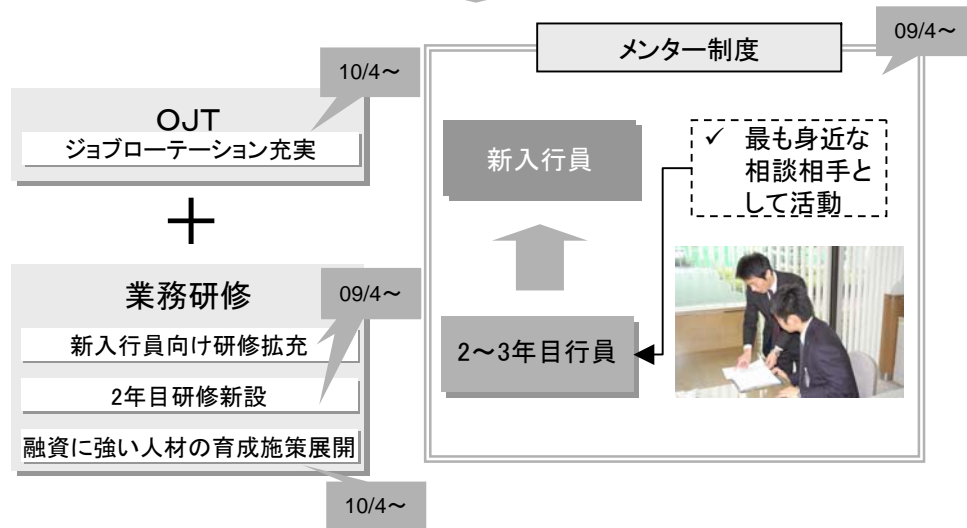 10/4～
OJT
ジョブローテーション充実
＋
業務研修
09/4～
新入行員向け研修拡充
2年目研修新設
融資に強い人材の育成施策展開
10/4～
メンター制度
09/4～
新入行員
✓ 最も身近な
相談相手と
して活動
2～3年目行員